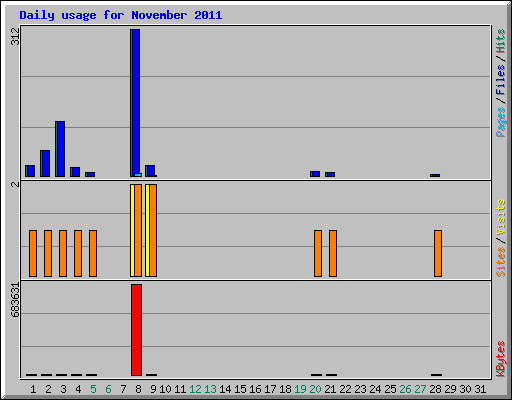 Daily usage for November 2011
312
Pages / Files / Hits
2
Sites / Visits
683631
KBytes
1 2 3 4 5 6 7 8 9 10 11 12 13 14 15 16 17 18 19 20 21 22 23 24 25 26 27 28 29 30 31